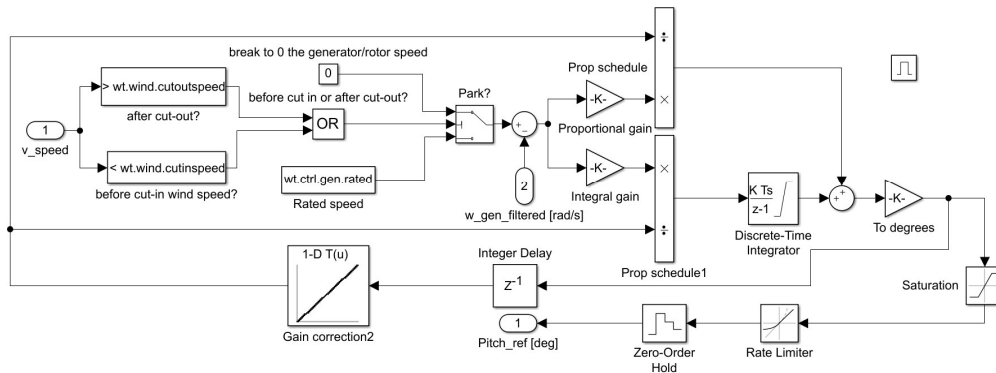 break to 0 the generator/rotor speed
÷
0
Prop schedule
> wt.wind.cutoutspeed
before cut in or after cut-out?
Park?
-K-
×
after cut-out?
OR
+
-
Proportional gain
1
v_speed
< wt.wind.cutinspeed
before cut-in wind speed?
wt.ctrl.gen.rated
Rated speed
2
w_gen_filtered [rad/s]
-K-
Integral gain
×
÷
Prop schedule1
K Ts
z-1
Discrete-Time
Integrator
+
+
-K-
To degrees
1-D T(u)
Gain correction2
Integer Delay
Z-1
Saturation
1
Pitch_ref [deg]
Zero-Order
Hold
Rate Limiter